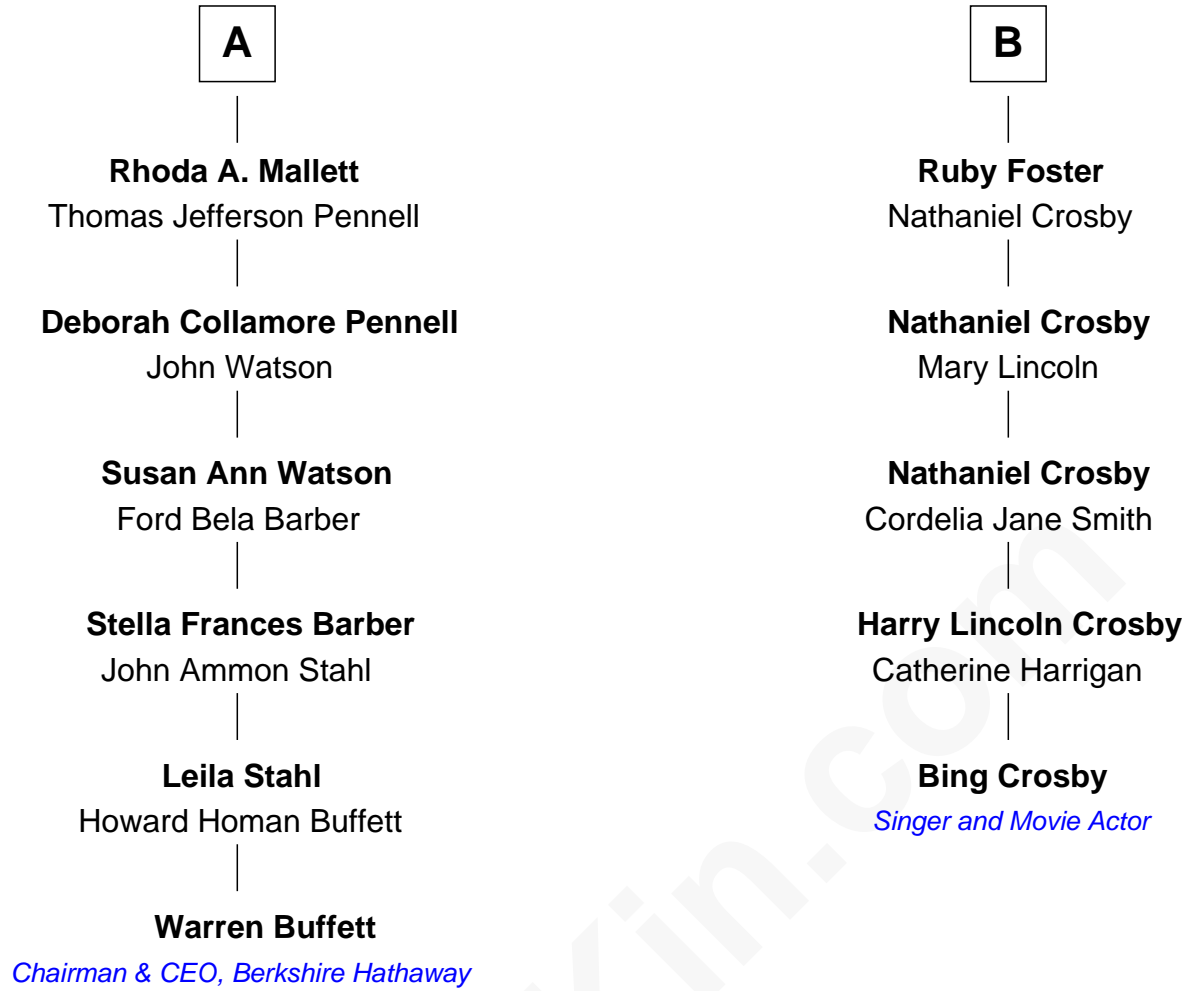 A
Rhoda A. Mallett
Thomas Jefferson Pennell
Deborah Collamore Pennell
John Watson
Susan Ann Watson
Ford Bela Barber
Stella Frances Barber
John Ammon Stahl
Leila Stahl
Howard Homan Buffett
Warren Buffett
Chairman & CEO, Berkshire Hathaway
B
Ruby Foster
Nathaniel Crosby
Nathaniel Crosby
Mary Lincoln
Nathaniel Crosby
Cordelia Jane Smith
Harry Lincoln Crosby
Catherine Harrigan
Bing Crosby
Singer and Movie Actor